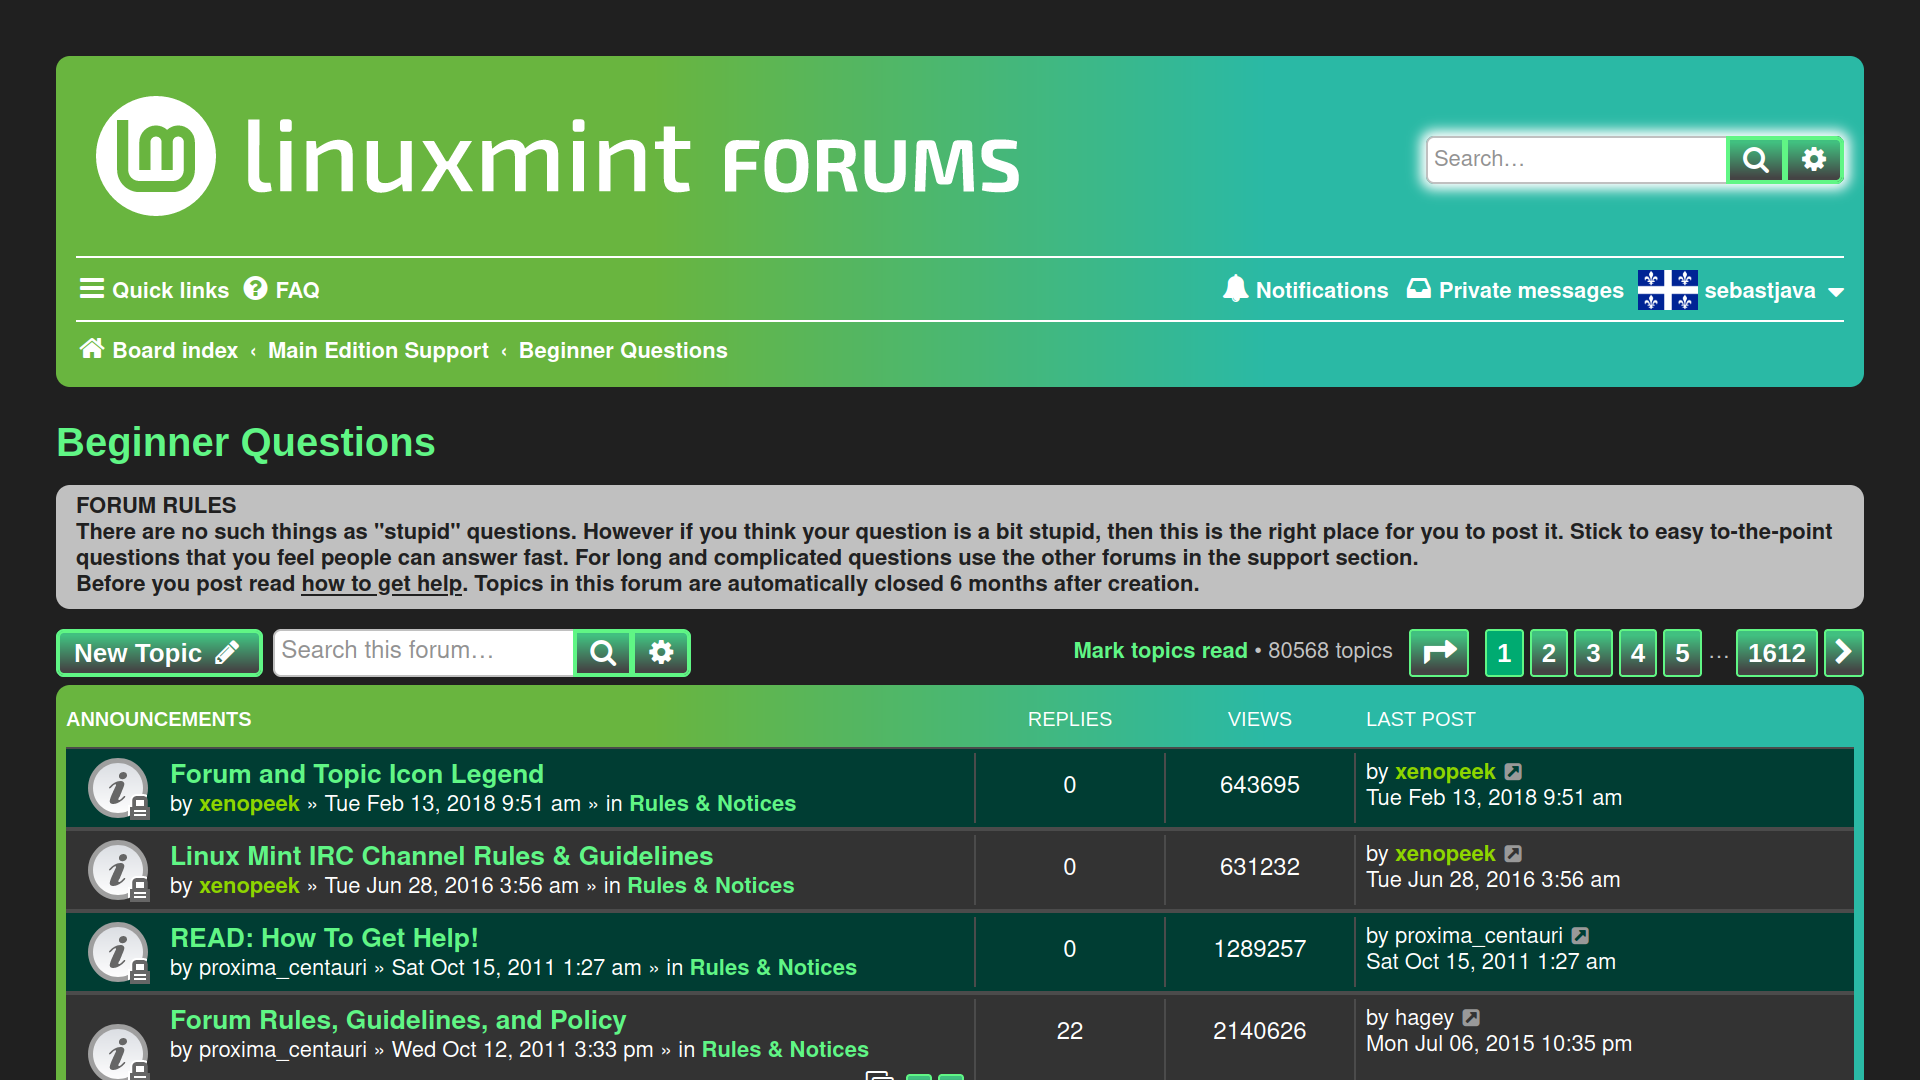 lm linuxmint FORUMS
Search…
Quick links FAQ
Notifications Private messages sebastjava
Board index ‹ Main Edition Support ‹ Beginner Questions
Beginner Questions
FORUM RULES
There are no such things as "stupid" questions. However if you think your question is a bit stupid, then this is the right place for you to post it. Stick to easy to-the-point
questions that you feel people can answer fast. For long and complicated questions use the other forums in the support section.
Before you post read how to get help. Topics in this forum are automatically closed 6 months after creation.
New Topic Search this forum… Mark topics read • 80568 topics 1 2 3 4 5 … 1612
ANNOUNCEMENTS REPLIES VIEWS LAST POST
Forum and Topic Icon Legend
by xenopeek » Tue Feb 13, 2018 9:51 am » in Rules & Notices
0 643695
by xenopeek
Tue Feb 13, 2018 9:51 am
Linux Mint IRC Channel Rules & Guidelines
by xenopeek » Tue Jun 28, 2016 3:56 am » in Rules & Notices
0 631232
by xenopeek
Tue Jun 28, 2016 3:56 am
READ: How To Get Help!
by proxima_centauri » Sat Oct 15, 2011 1:27 am » in Rules & Notices
0 1289257
by proxima_centauri
Sat Oct 15, 2011 1:27 am
Forum Rules, Guidelines, and Policy
by proxima_centauri » Wed Oct 12, 2011 3:33 pm » in Rules & Notices
22 2140626
by hagey
Mon Jul 06, 2015 10:35 pm